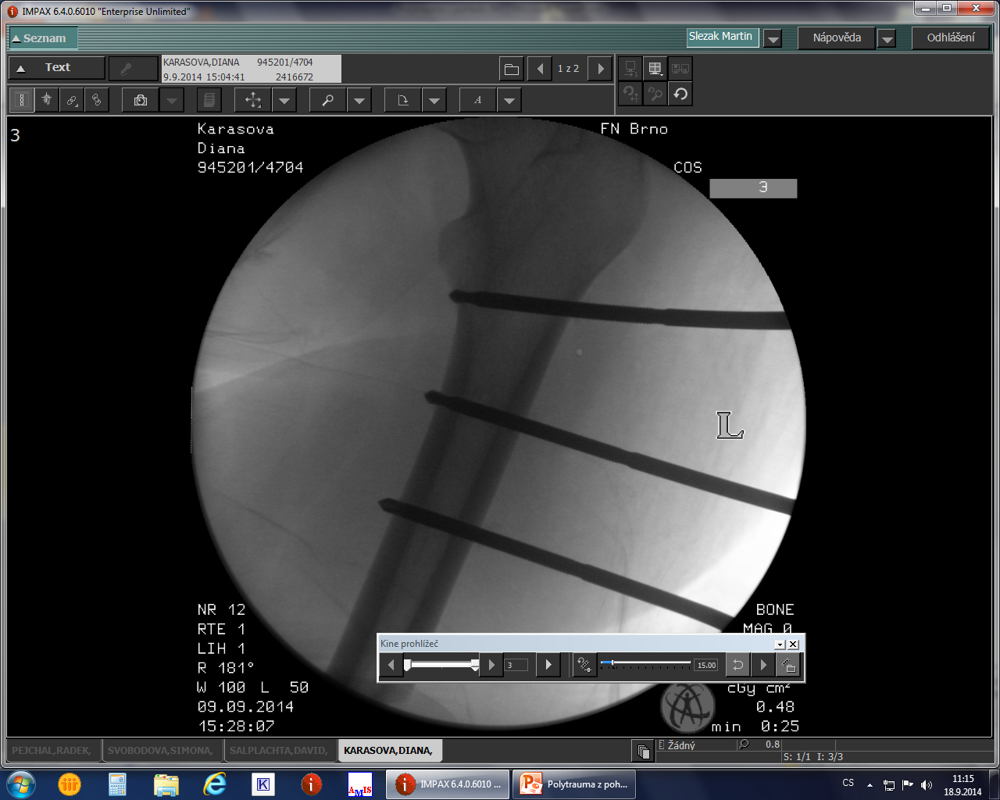 IMPAX 6.4.0.6010 "Enterprise Unlimited"
Seznam
Slezak Martin
Nápověda
Odhlášení
Text
KARASOVA,DIANA 945201/4704
9.9.2014 15:04:41 2416672
1 z 2
A
3
Karasova
Diana
945201/4704
FN Brno
COS
3
L
NR 12
RTE 1
LIH 1
R 181°
W 100 L 50
09.09.2014
15:28:07
BONE
MAG 0
Kine prohlížeč
3
15.00
cGy cm²
0.48
min 0:25
PEJCHAL,RADEK,
SVOBODOVA,SIMONA,
SALPLACHTA,DAVID,
KARASOVA,DIANA,
Žádný
0.8
S: 1/1 I: 3/3
K
AMIS
IMPAX 6.4.0.6010 ...
Polytrauma z poh...
CS
11:15
18.9.2014